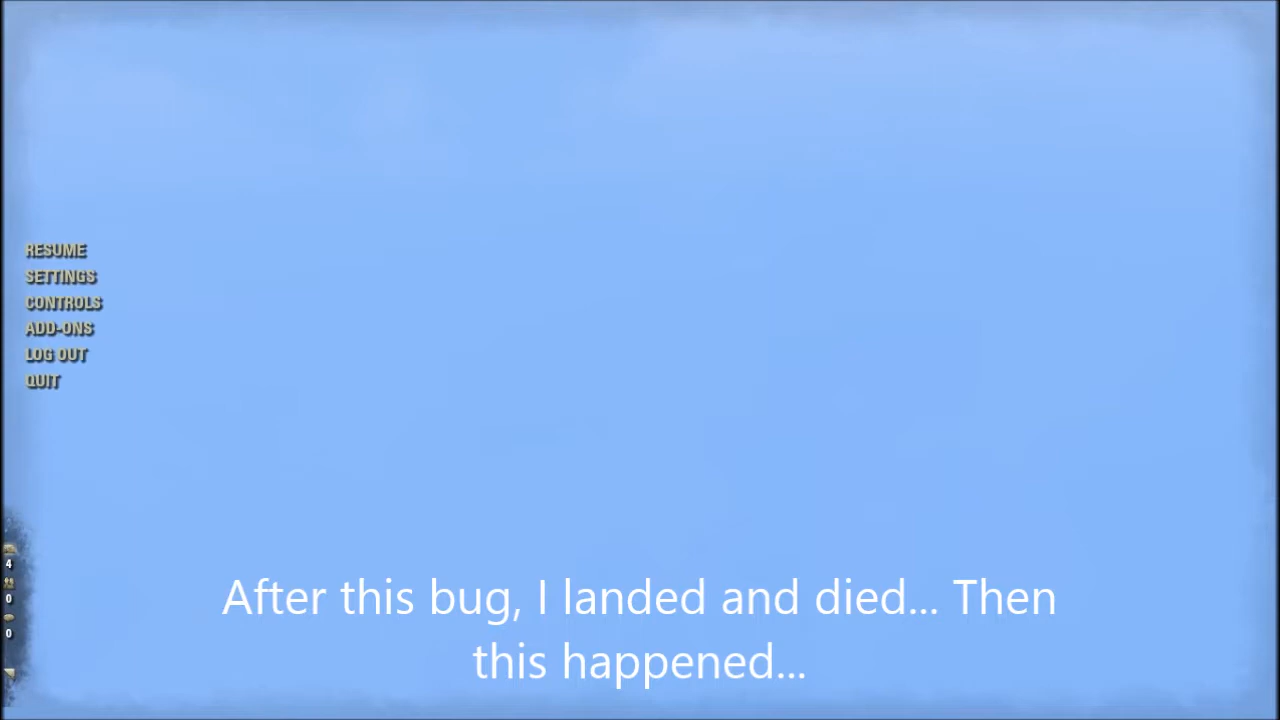 RESUME
SETTINGS
CONTROLS
ADD-ONS
LOG OUT
QUIT
4
0
0
After this bug, I landed and died... Then
this happened...